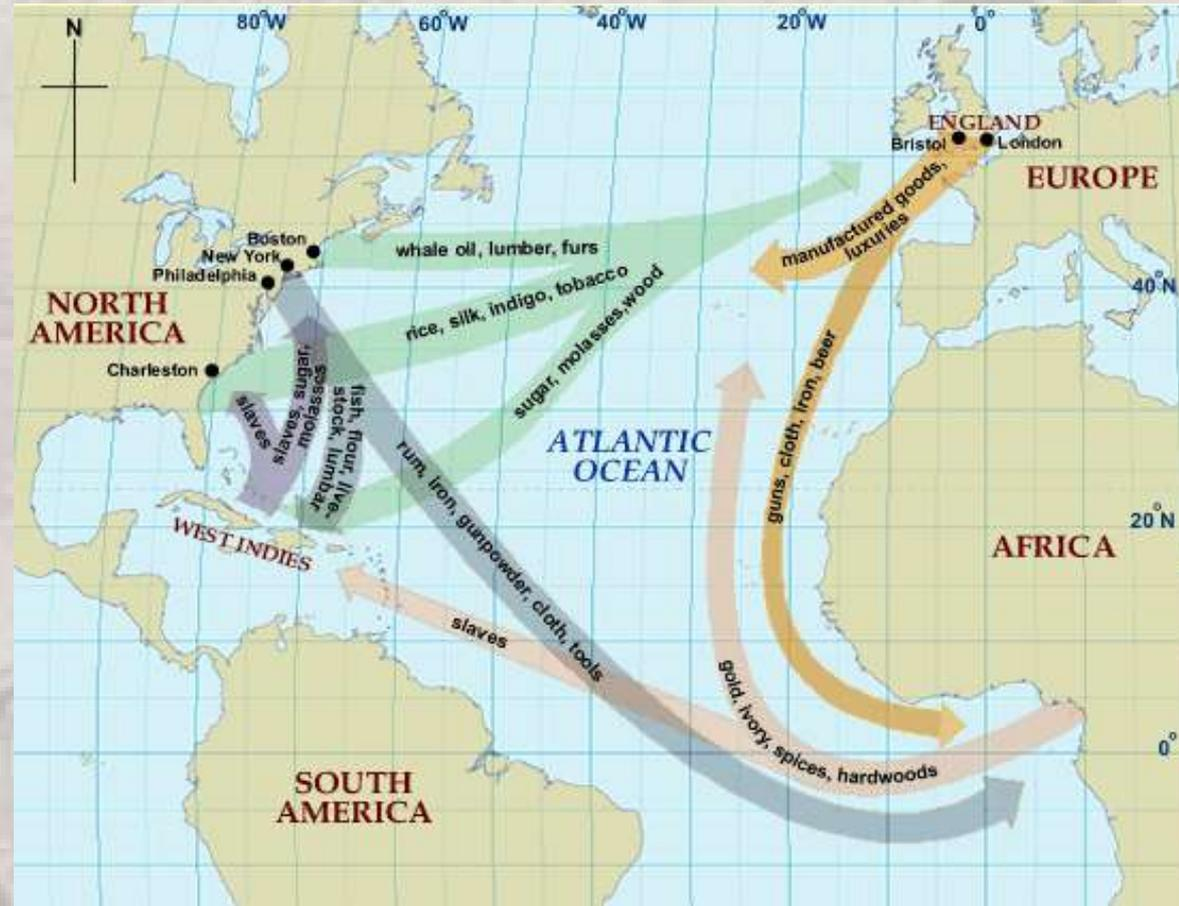 N
80°W
60°W
40°W
20°W
0°
ENGLAND
Bristol
London
EUROPE
manufactured goods,
luxuries
Boston
New York
Philadelphia
whale oil, lumber, furs
NORTH
AMERICA
rice, silk, indigo, tobacco
40°N
Charleston
sugar, molasses,wood
slaves
slaves, sugar,
molasses
fish, flour, live-
stock, lumbar
guns, cloth, iron, beer
ATLANTIC
OCEAN
rum, iron, gunpowder, cloth, tools
20°N
WEST INDIES
AFRICA
slaves
gold, ivory, spices, hardwoods
0°
SOUTH
AMERICA